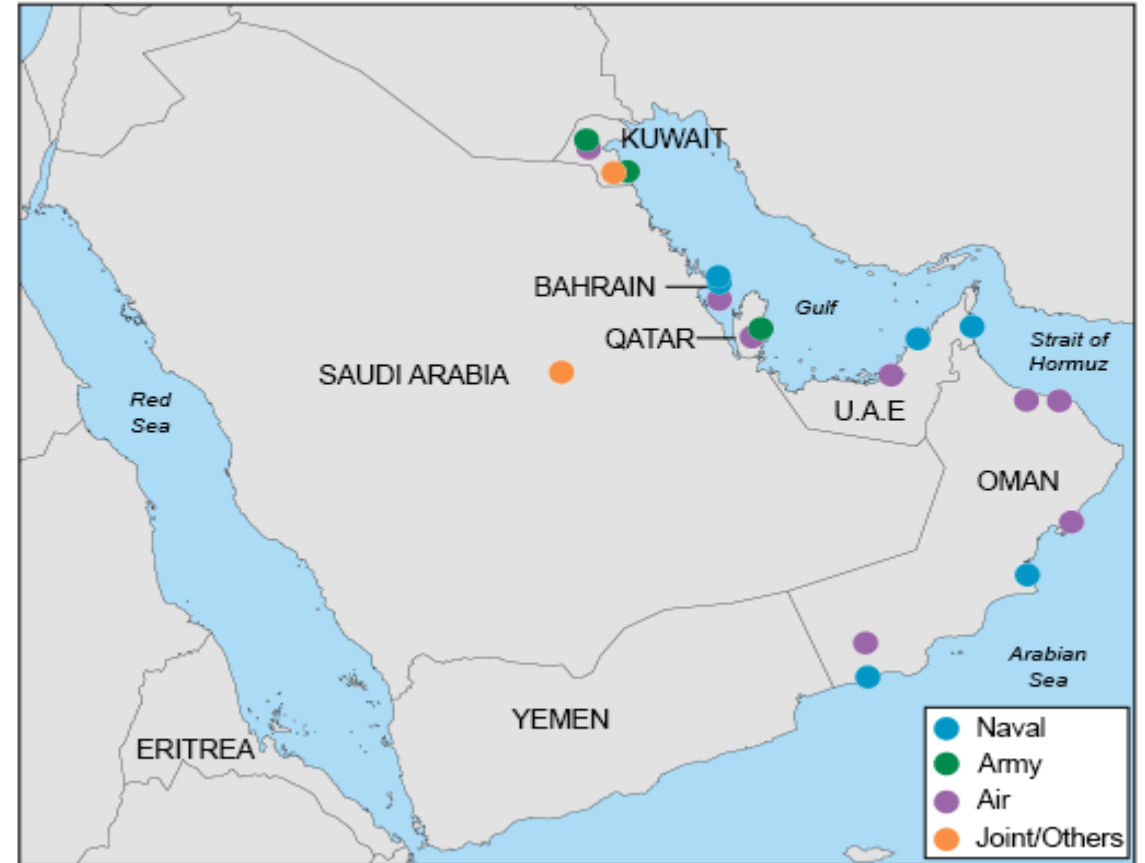 KUWAIT
BAHRAIN
Gulf
QATAR
Strait of
Hormuz
SAUDI ARABIA
Red
Sea
U.A.E
OMAN
Arabian
Sea
YEMEN
ERITREA
Naval
Army
Air
Joint/Others